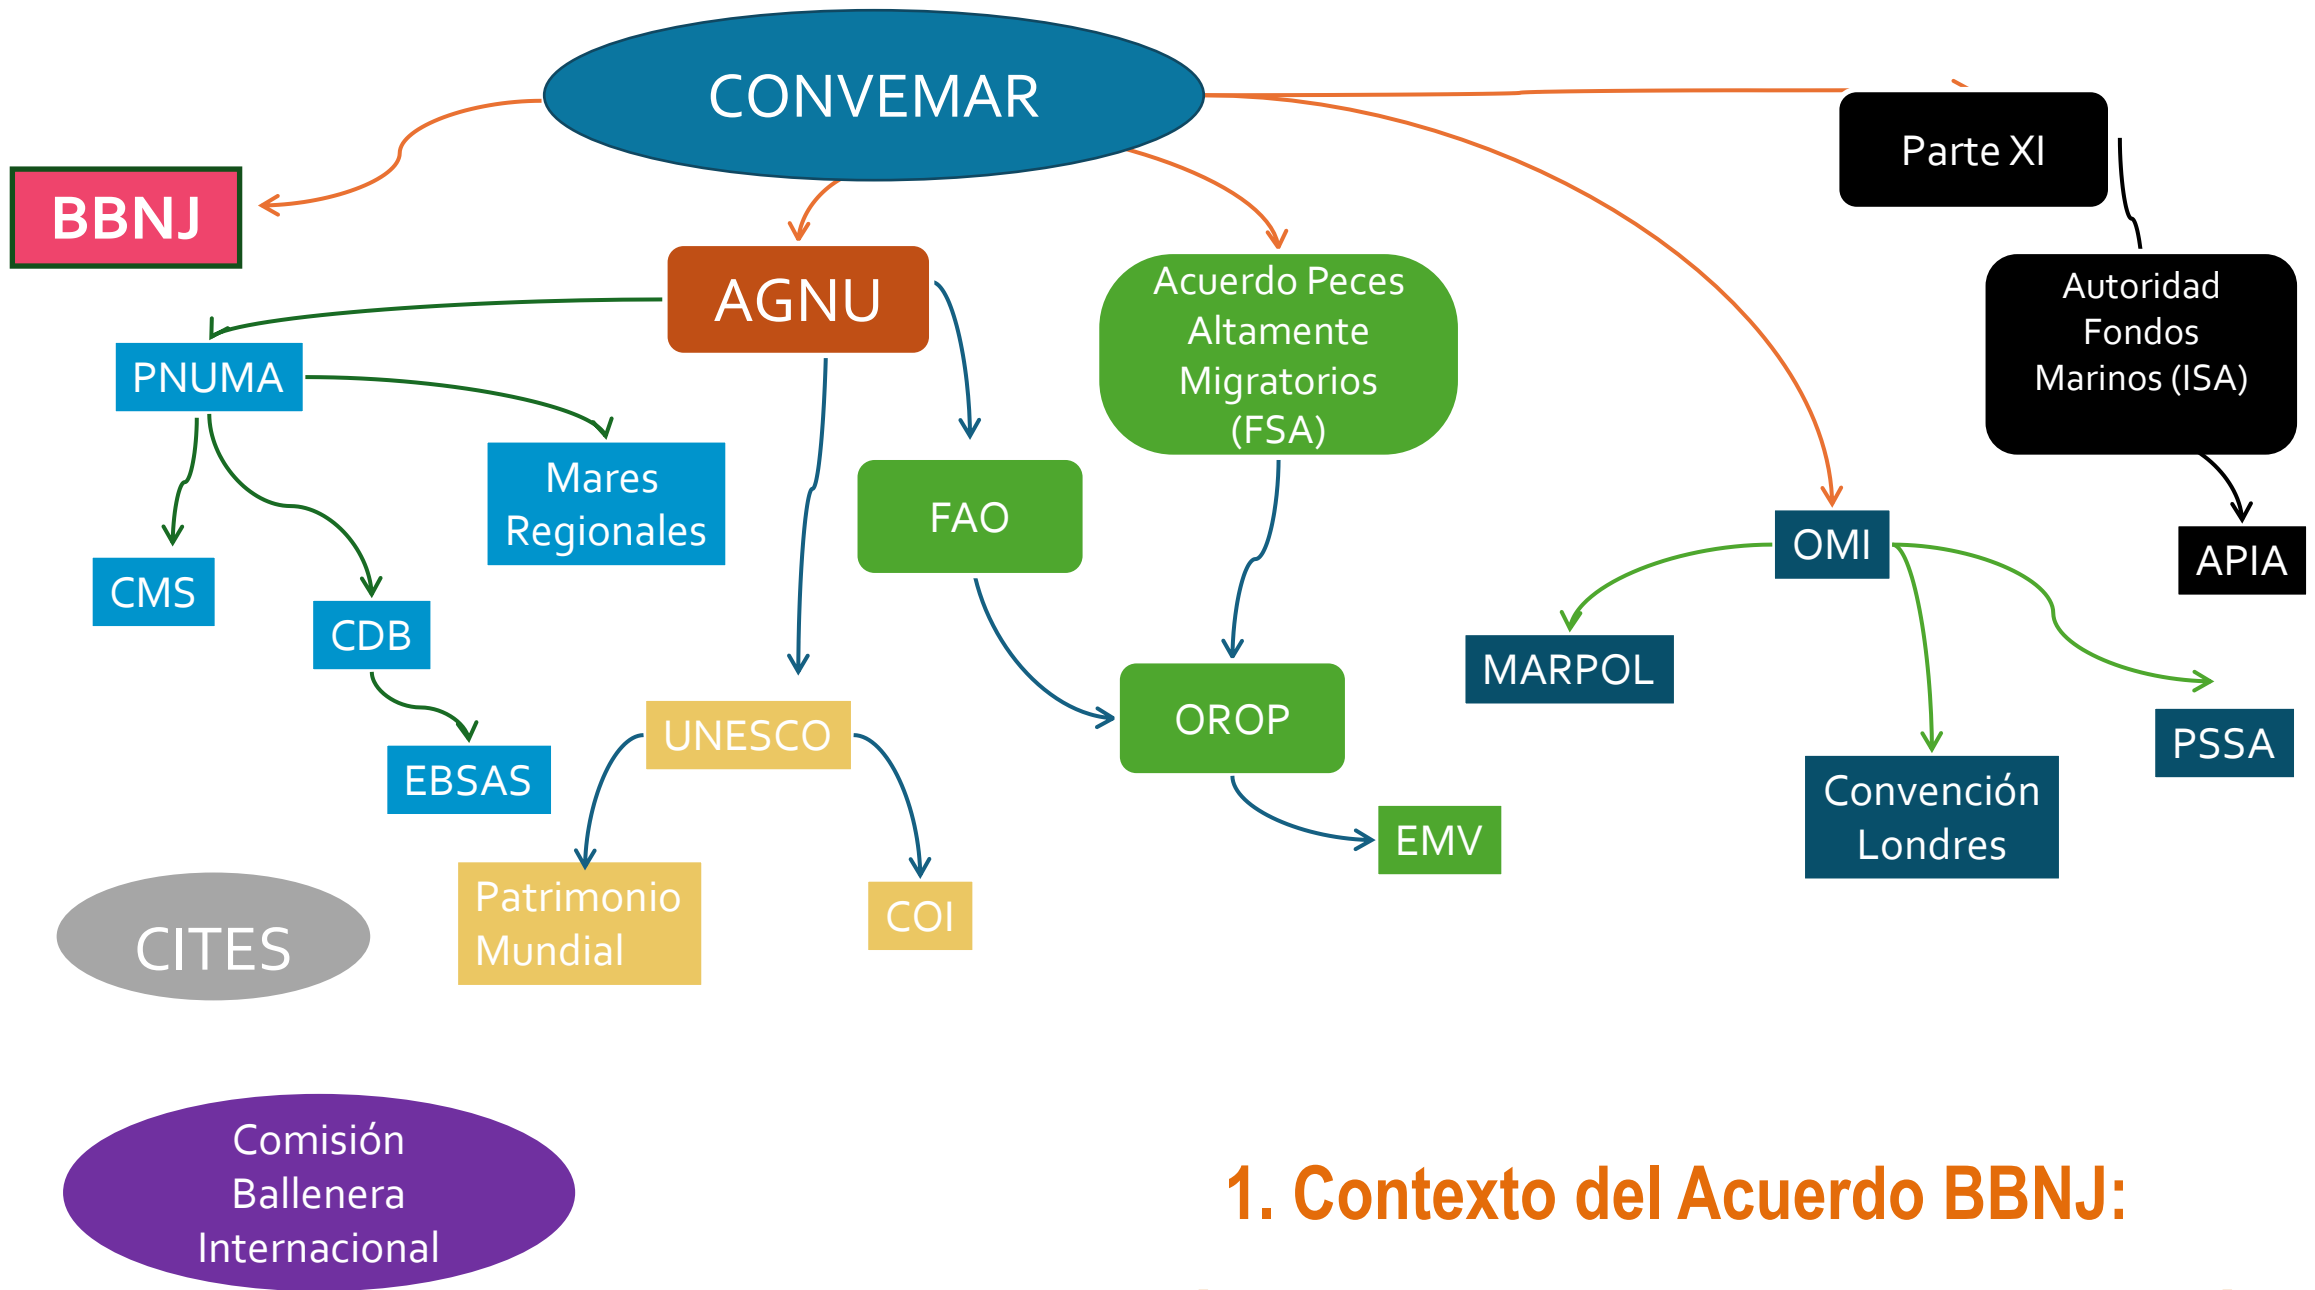 CONVEMAR
Parte XI
BBNJ
AGNU
Acuerdo Peces
Altamente
Migratorios
(FSA)
Autoridad
Fondos
Marinos (ISA)
PNUMA
Mares
Regionales
FAO
OMI
APIA
CMS
CDB
MARPOL
UNESCO
OROP
PSSA
EBSAS
Convención
Londres
EMV
Patrimonio
Mundial
COI
CITES
Comisión
Ballenera
Internacional
1. Contexto del Acuerdo BBNJ: